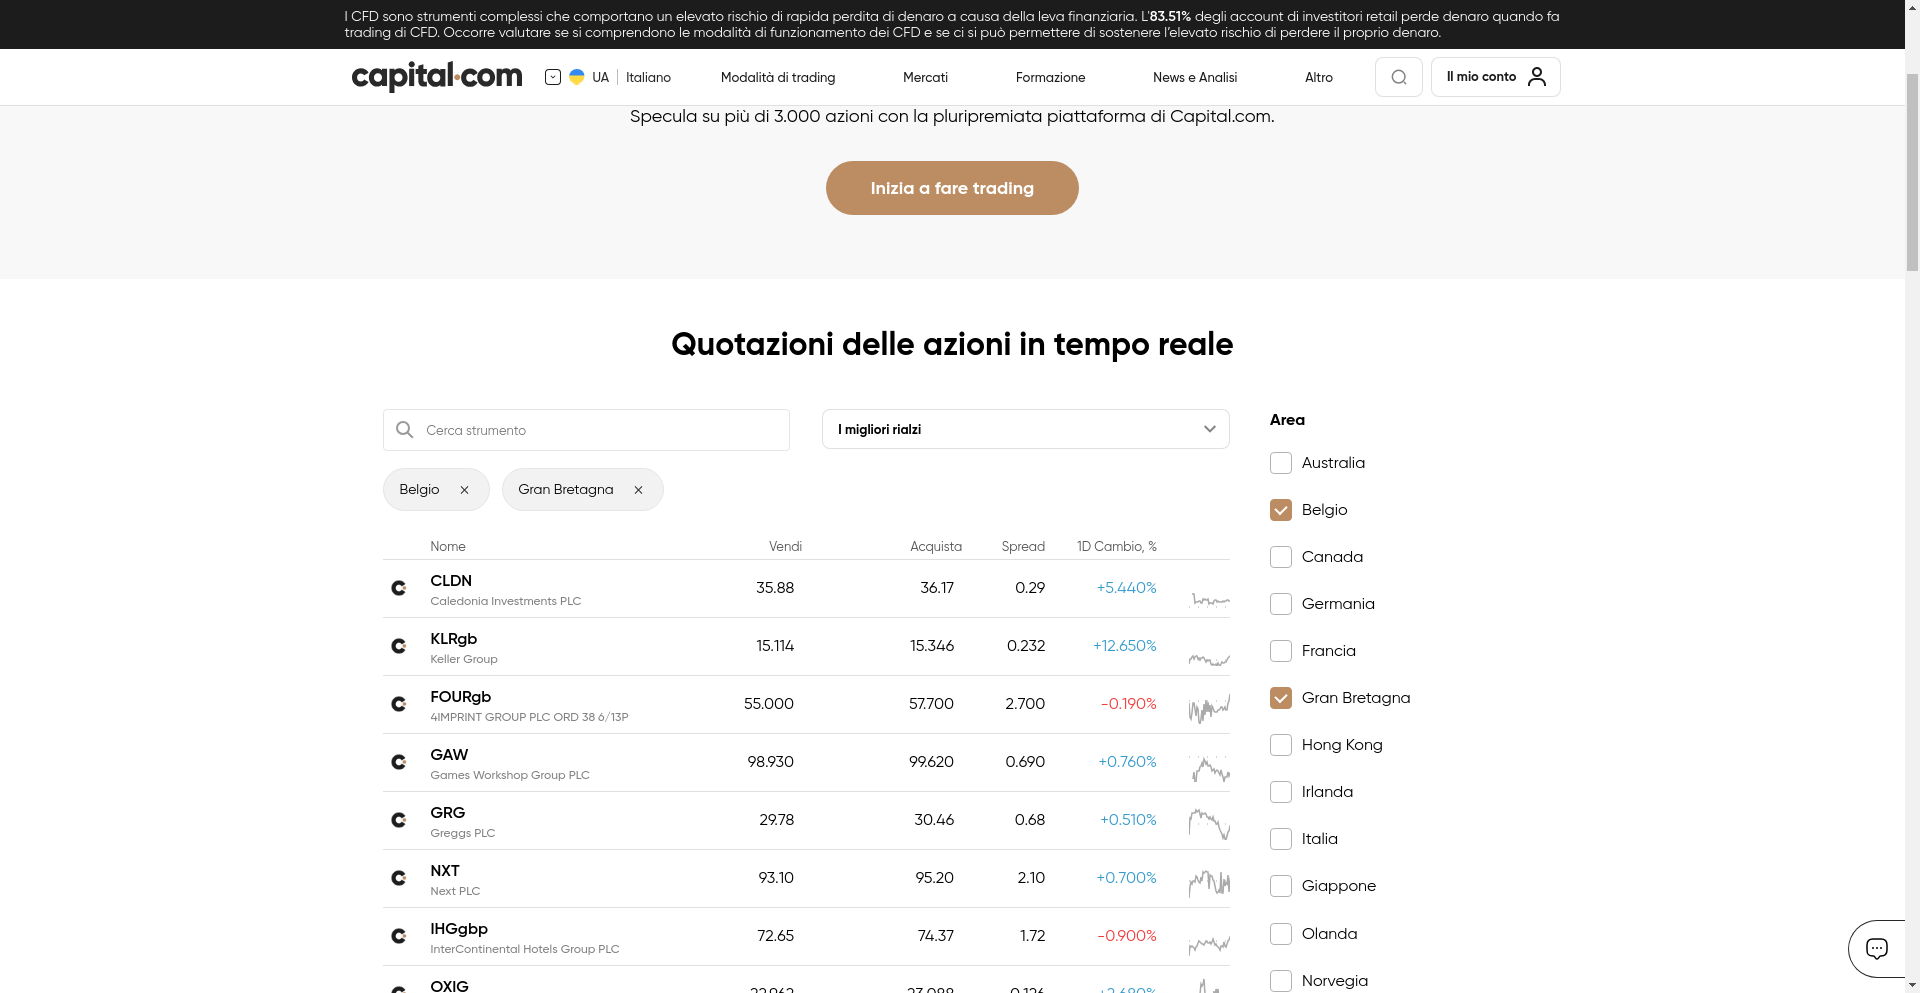 I CFD sono strumenti complessi che comportano un elevato rischio di rapida perdita di denaro a causa della leva finanziaria. L'83.51% degli account di investitori retail perde denaro quando fa
trading di CFD. Occorre valutare se si comprendono le modalità di funzionamento dei CFD e se ci si può permettere di sostenere l'elevato rischio di perdere il proprio denaro.
capital.com UA Italiano Modalità di trading Mercati Formazione News e Analisi Altro Il mio conto
Specula su più di 3.000 azioni con la pluripremiata piattaforma di Capital.com.
Inizia a fare trading
Quotazioni delle azioni in tempo reale
Cerca strumento
I migliori rialzi
Belgio
Gran Bretagna
Nome Vendi Acquista Spread 1D Cambio, %
CLDN 35.88 36.17 0.29 +5.440%
Caledonia Investments PLC
KLRgb 15.114 15.346 0.232 +12.650%
Keller Group
FOURgb 55.000 57.700 2.700 -0.190%
4IMPRINT GROUP PLC ORD 38 6/13P
GAW 98.930 99.620 0.690 +0.760%
Games Workshop Group PLC
GRG 29.78 30.46 0.68 +0.510%
Greggs PLC
NXT 93.10 95.20 2.10 +0.700%
Next PLC
IHGgbp 72.65 74.37 1.72 -0.900%
InterContinental Hotels Group PLC
OXIG
Area
Australia
Belgio
Canada
Germania
Francia
Gran Bretagna
Hong Kong
Irlanda
Italia
Giappone
Olanda
Norvegia